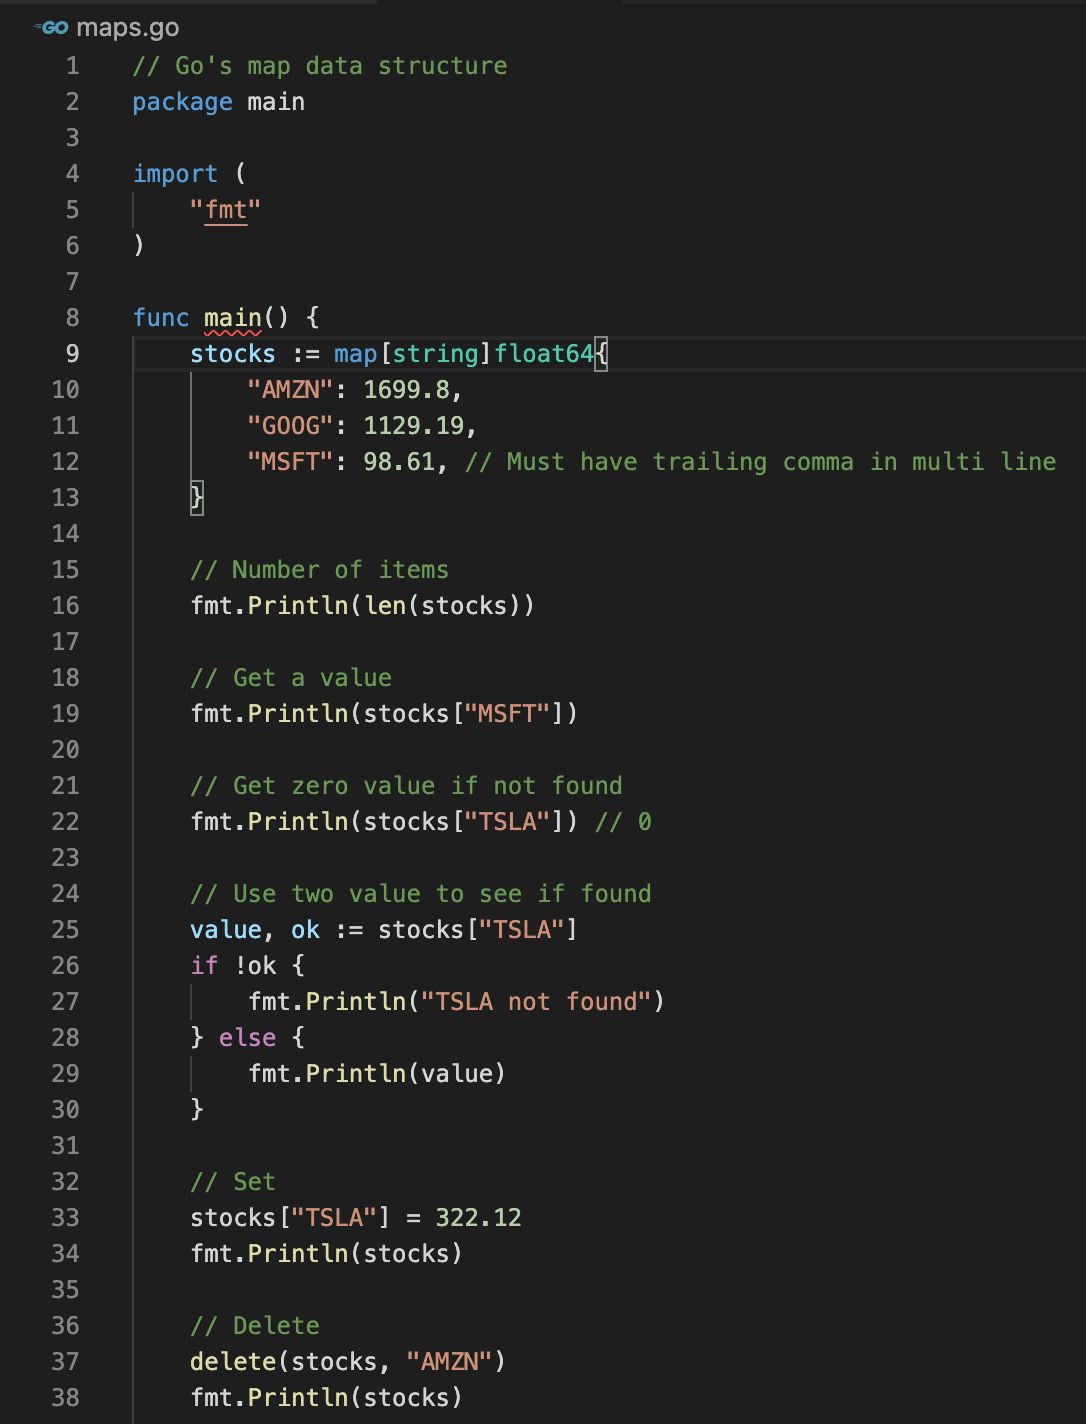 GO maps.go
1 // Go's map data structure
2 package main
3
4 import (
5     "fmt"
6 )
7
8 func main() {
9     stocks := map[string]float64{
10         "AMZN": 1699.8,
11         "GOOG": 1129.19,
12         "MSFT": 98.61, // Must have trailing comma in multi line
13     }
14
15     // Number of items
16     fmt.Println(len(stocks))
17
18     // Get a value
19     fmt.Println(stocks["MSFT"])
20
21     // Get zero value if not found
22     fmt.Println(stocks["TSLA"]) // 0
23
24     // Use two value to see if found
25     value, ok := stocks["TSLA"]
26     if !ok {
27         fmt.Println("TSLA not found")
28     } else {
29         fmt.Println(value)
30     }
31
32     // Set
33     stocks["TSLA"] = 322.12
34     fmt.Println(stocks)
35
36     // Delete
37     delete(stocks, "AMZN")
38     fmt.Println(stocks)